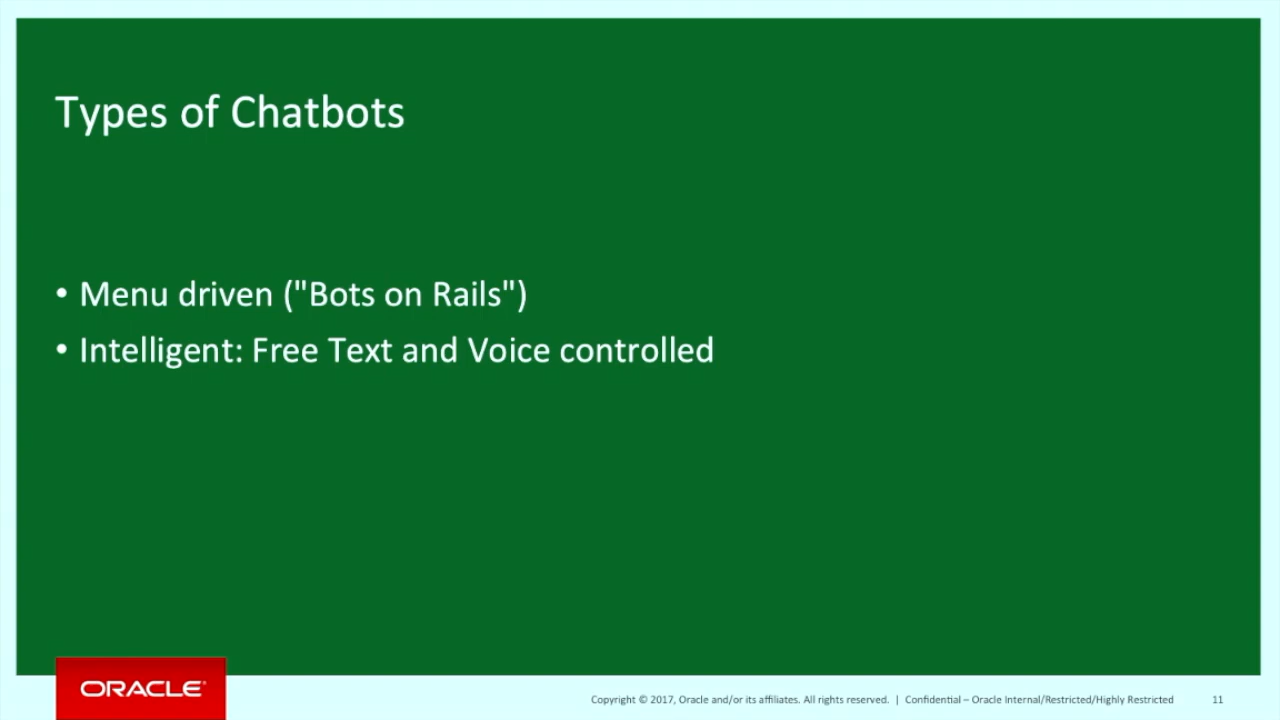 Types of Chatbots
• Menu driven ("Bots on Rails")
• Intelligent: Free Text and Voice controlled
ORACLE®
Copyright © 2017, Oracle and/or its affiliates. All rights reserved. | Confidential – Oracle Internal/Restricted/Highly Restricted 11